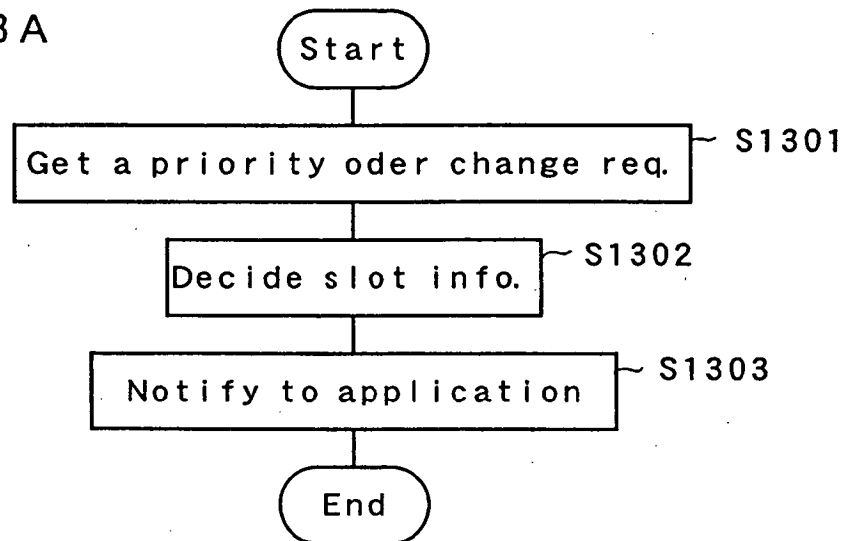 3A
Start
Get a priority oder change req.
S1301
Decide slot info.
S1302
Notify to application
S1303
End